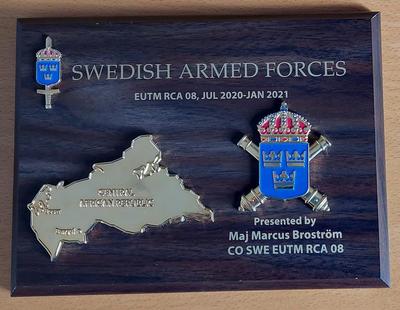 SWEDISH ARMED FORCES
EUTM RCA 08, JUL 2020-JAN 2021
CENTRAL
AFRICAN REPUBLIC
Presented by
Maj Marcus Broström
CO SWE EUTM RCA 08